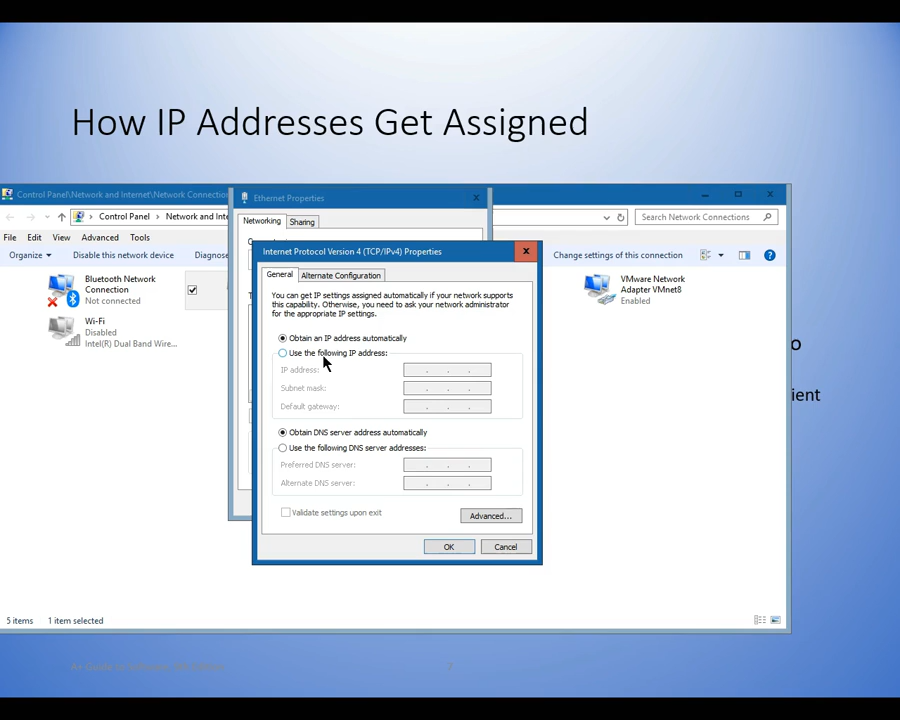 How IP Addresses Get Assigned
Control Panel\Network and Internet\Network Connection
Ethernet Properties
Control Panel > Network and Inte
Search Network Connections
Networking
Sharing
File Edit View Advanced Tools
Internet Protocol Version 4 (TCP/IPv4) Properties
Organize
Disable this network device
Diagnose
Change settings of this connection
General
Alternate Configuration
Bluetooth Network
Connection
Not connected
Wi-Fi
Disabled
Intel(R) Dual Band Wire...
VMware Network
Adapter VMnet8
Enabled
You can get IP settings assigned automatically if your network supports
this capability. Otherwise, you need to ask your network administrator
for the appropriate IP settings.
Obtain an IP address automatically
Use the following IP address:
IP address:
Subnet mask:
Default gateway:
Obtain DNS server address automatically
Use the following DNS server addresses:
Preferred DNS server:
Alternate DNS server:
Validate settings upon exit
Advanced...
OK
Cancel
o
ient
5 items
1 item selected